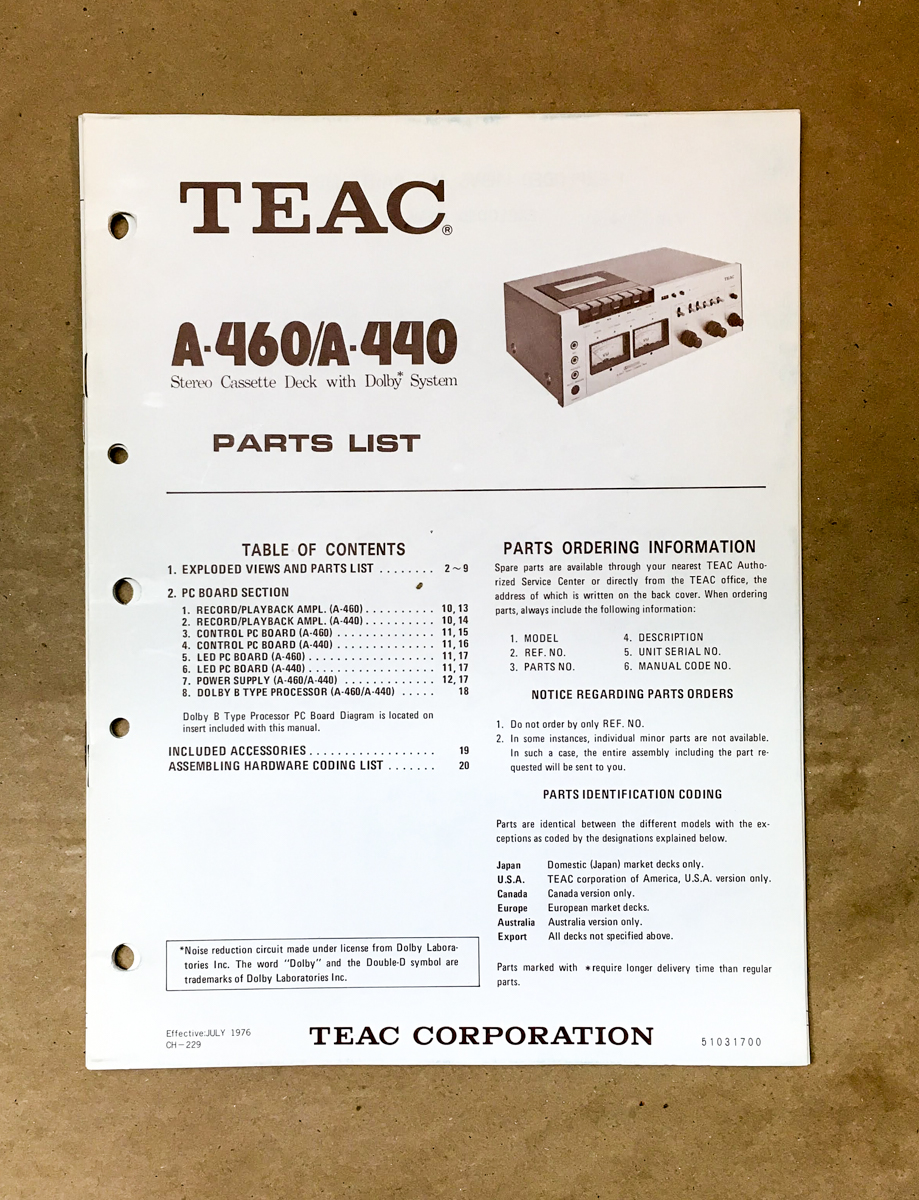 TEAC®
A-460/A-440
Stereo Cassette Deck with Dolby* System
PARTS LIST
TEAC
TABLE OF CONTENTS
1. EXPLODED VIEWS AND PARTS LIST ........ 2~9
2. PC BOARD SECTION
1. RECORD/PLAYBACK AMPL. (A-460) .......... 10, 13
2. RECORD/PLAYBACK AMPL. (A-440) .......... 10, 14
3. CONTROL PC BOARD (A-460) .............. 11, 15
4. CONTROL PC BOARD (A-440) .............. 11, 16
5. LED PC BOARD (A-460) .................. 11, 17
6. LED PC BOARD (A-440) .................. 11, 17
7. POWER SUPPLY (A-460/A-440) ............. 12, 17
8. DOLBY B TYPE PROCESSOR (A-460/A-440) ..... 18
Dolby B Type Processor PC Board Diagram is located on
insert included with this manual.
INCLUDED ACCESSORIES ................. 19
ASSEMBLING HARDWARE CODING LIST ....... 20
*Noise reduction circuit made under license from Dolby Labora-
tories Inc. The word "Dolby" and the Double-D symbol are
trademarks of Dolby Laboratories Inc.
PARTS ORDERING INFORMATION
Spare parts are available through your nearest TEAC Autho-
rized Service Center or directly from the TEAC office, the
address of which is written on the back cover. When ordering
parts, always include the following information:
1. MODEL 4. DESCRIPTION
2. REF. NO. 5. UNIT SERIAL NO.
3. PARTS NO. 6. MANUAL CODE NO.
NOTICE REGARDING PARTS ORDERS
1. Do not order by only REF. NO.
2. In some instances, individual minor parts are not available.
In such a case, the entire assembly including the part re-
quested will be sent to you.
PARTS IDENTIFICATION CODING
Parts are identical between the different models with the ex-
ceptions as coded by the designations explained below.
Japan Domestic (Japan) market decks only.
U.S.A. TEAC corporation of America, U.S.A. version only.
Canada Canada version only.
Europe European market decks.
Australia Australia version only.
Export All decks not specified above.
Parts marked with *require longer delivery time than regular
parts.
Effective:JULY 1976
CH-229
TEAC CORPORATION
51031700